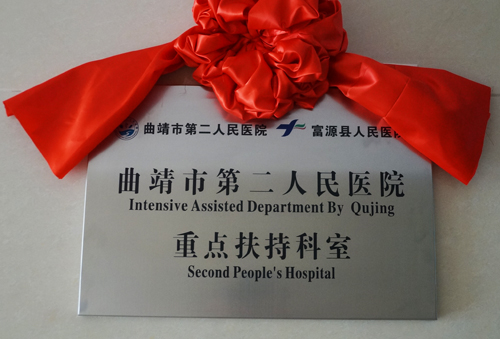 曲靖市第二人民医院 富源县人民医院
曲靖市第二人民医院
Intensive Assisted Department By Qujing
重点扶持科室
Second People's Hospital